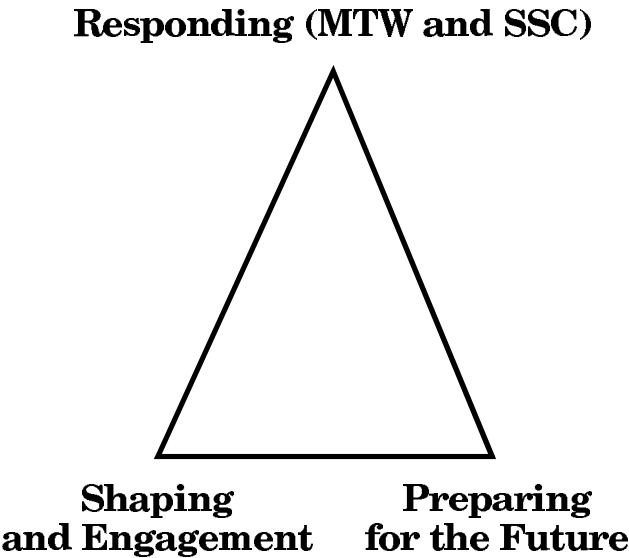 Responding (MTW and SSC)
Shaping
and Engagement
Preparing
for the Future